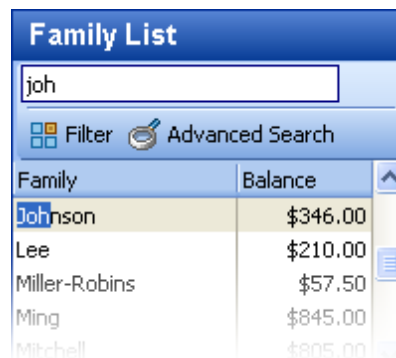 Family List
joh
Filter Advanced Search
Family Balance
Johnson $346.00
Lee $210.00
Miller-Robins $57.50
Ming $845.00
Mitchell $805.00